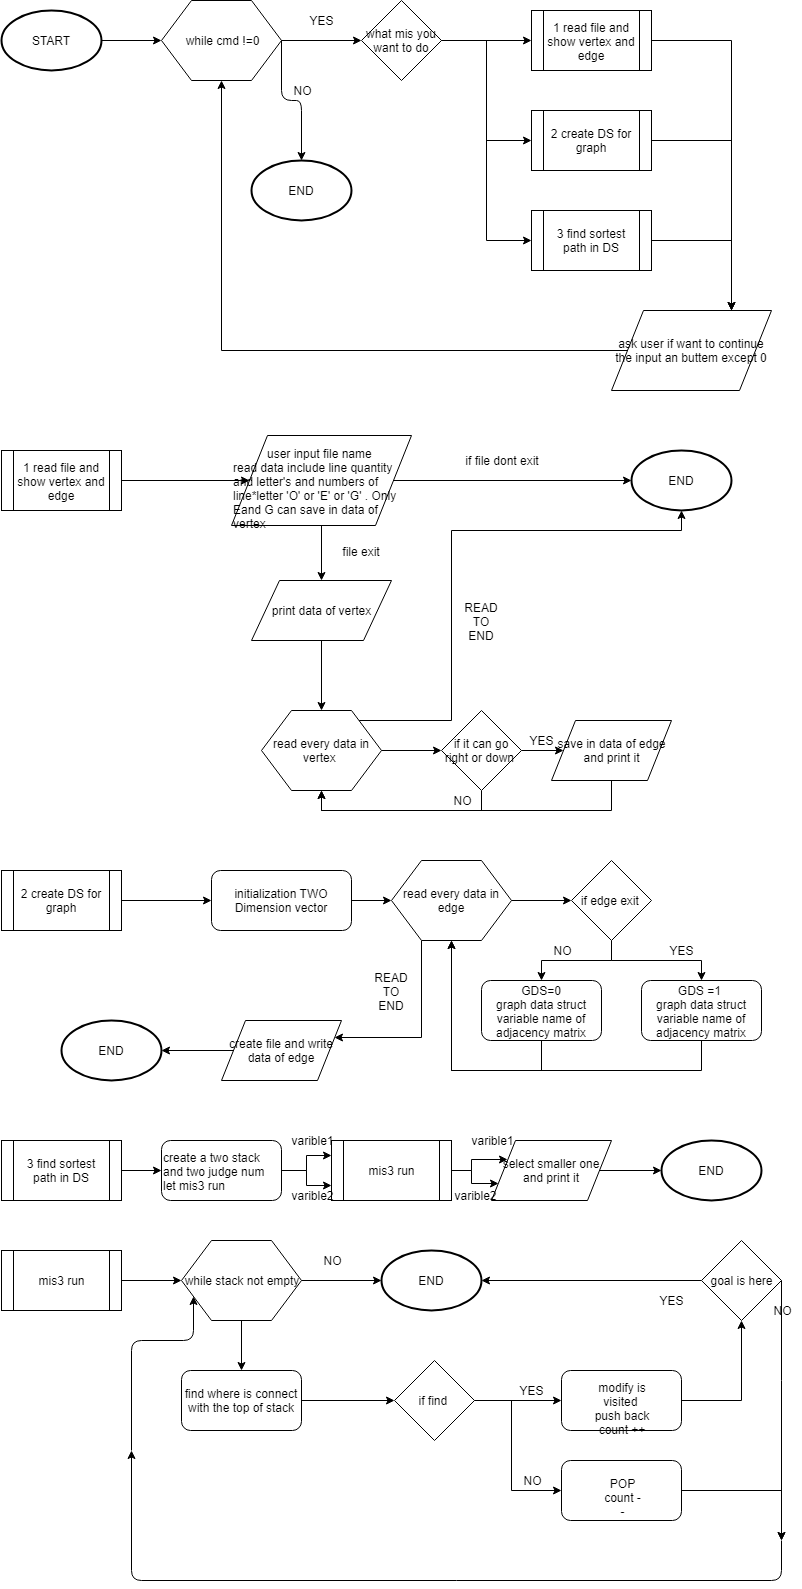 YES
START
while cmd !=0
what mis you
want to do
1 read file and
show vertex and
edge
NO
2 create DS for
graph
END
3 find sortest
path in DS
ask user if want to continue
the input an buttem except 0
1 read file and
show vertex and
edge
user input file name
read data include line quantity
and letter's and numbers of
line*letter 'O' or 'E' or 'G' . Only
Eand G can save in data of
vertex
if file dont exit
END
file exit
print data of vertex
READ
TO
END
read every data in
vertex
if it can go
right or down
YES
save in data of edge
and print it
NO
2 create DS for
graph
initialization TWO
Dimension vector
read every data in
edge
if edge exit
NO
YES
READ
TO
END
GDS=0
graph data struct
variable name of
adjacency matrix
GDS =1
graph data struct
variable name of
adjacency matrix
END
create file and write
data of edge
3 find sortest
path in DS
create a two stack
and two judge num
let mis3 run
varible1
varible2
mis3 run
varible1
varible2
select smaller one
and print it
END
mis3 run
while stack not empty
NO
END
goal is here
YES
NO
find where is connect
with the top of stack
if find
YES
modify is
visited
push back
count ++
NO
POP
count -
-